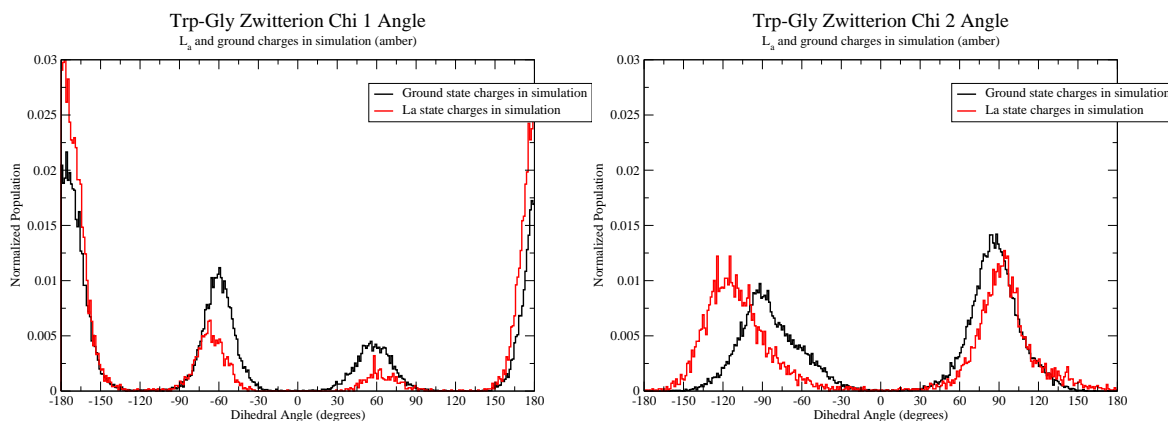 Trp-Gly Zwitterion Chi 1 Angle
La and ground charges in simulation (amber)
0.03
0.025
0.02
0.015
0.01
0.005
0
Normalized Population
Ground state charges in simulation
La state charges in simulation
-180 -150 -120 -90 -60 -30 0 30 60 90 120 150 180
Dihedral Angle (degrees)
Trp-Gly Zwitterion Chi 2 Angle
La and ground charges in simulation (amber)
0.03
0.025
0.02
0.015
0.01
0.005
0
Normalized Population
Ground state charges in simulation
La state charges in simulation
-180 -150 -120 -90 -60 -30 0 30 60 90 120 150 180
Dihedral Angle (degrees)